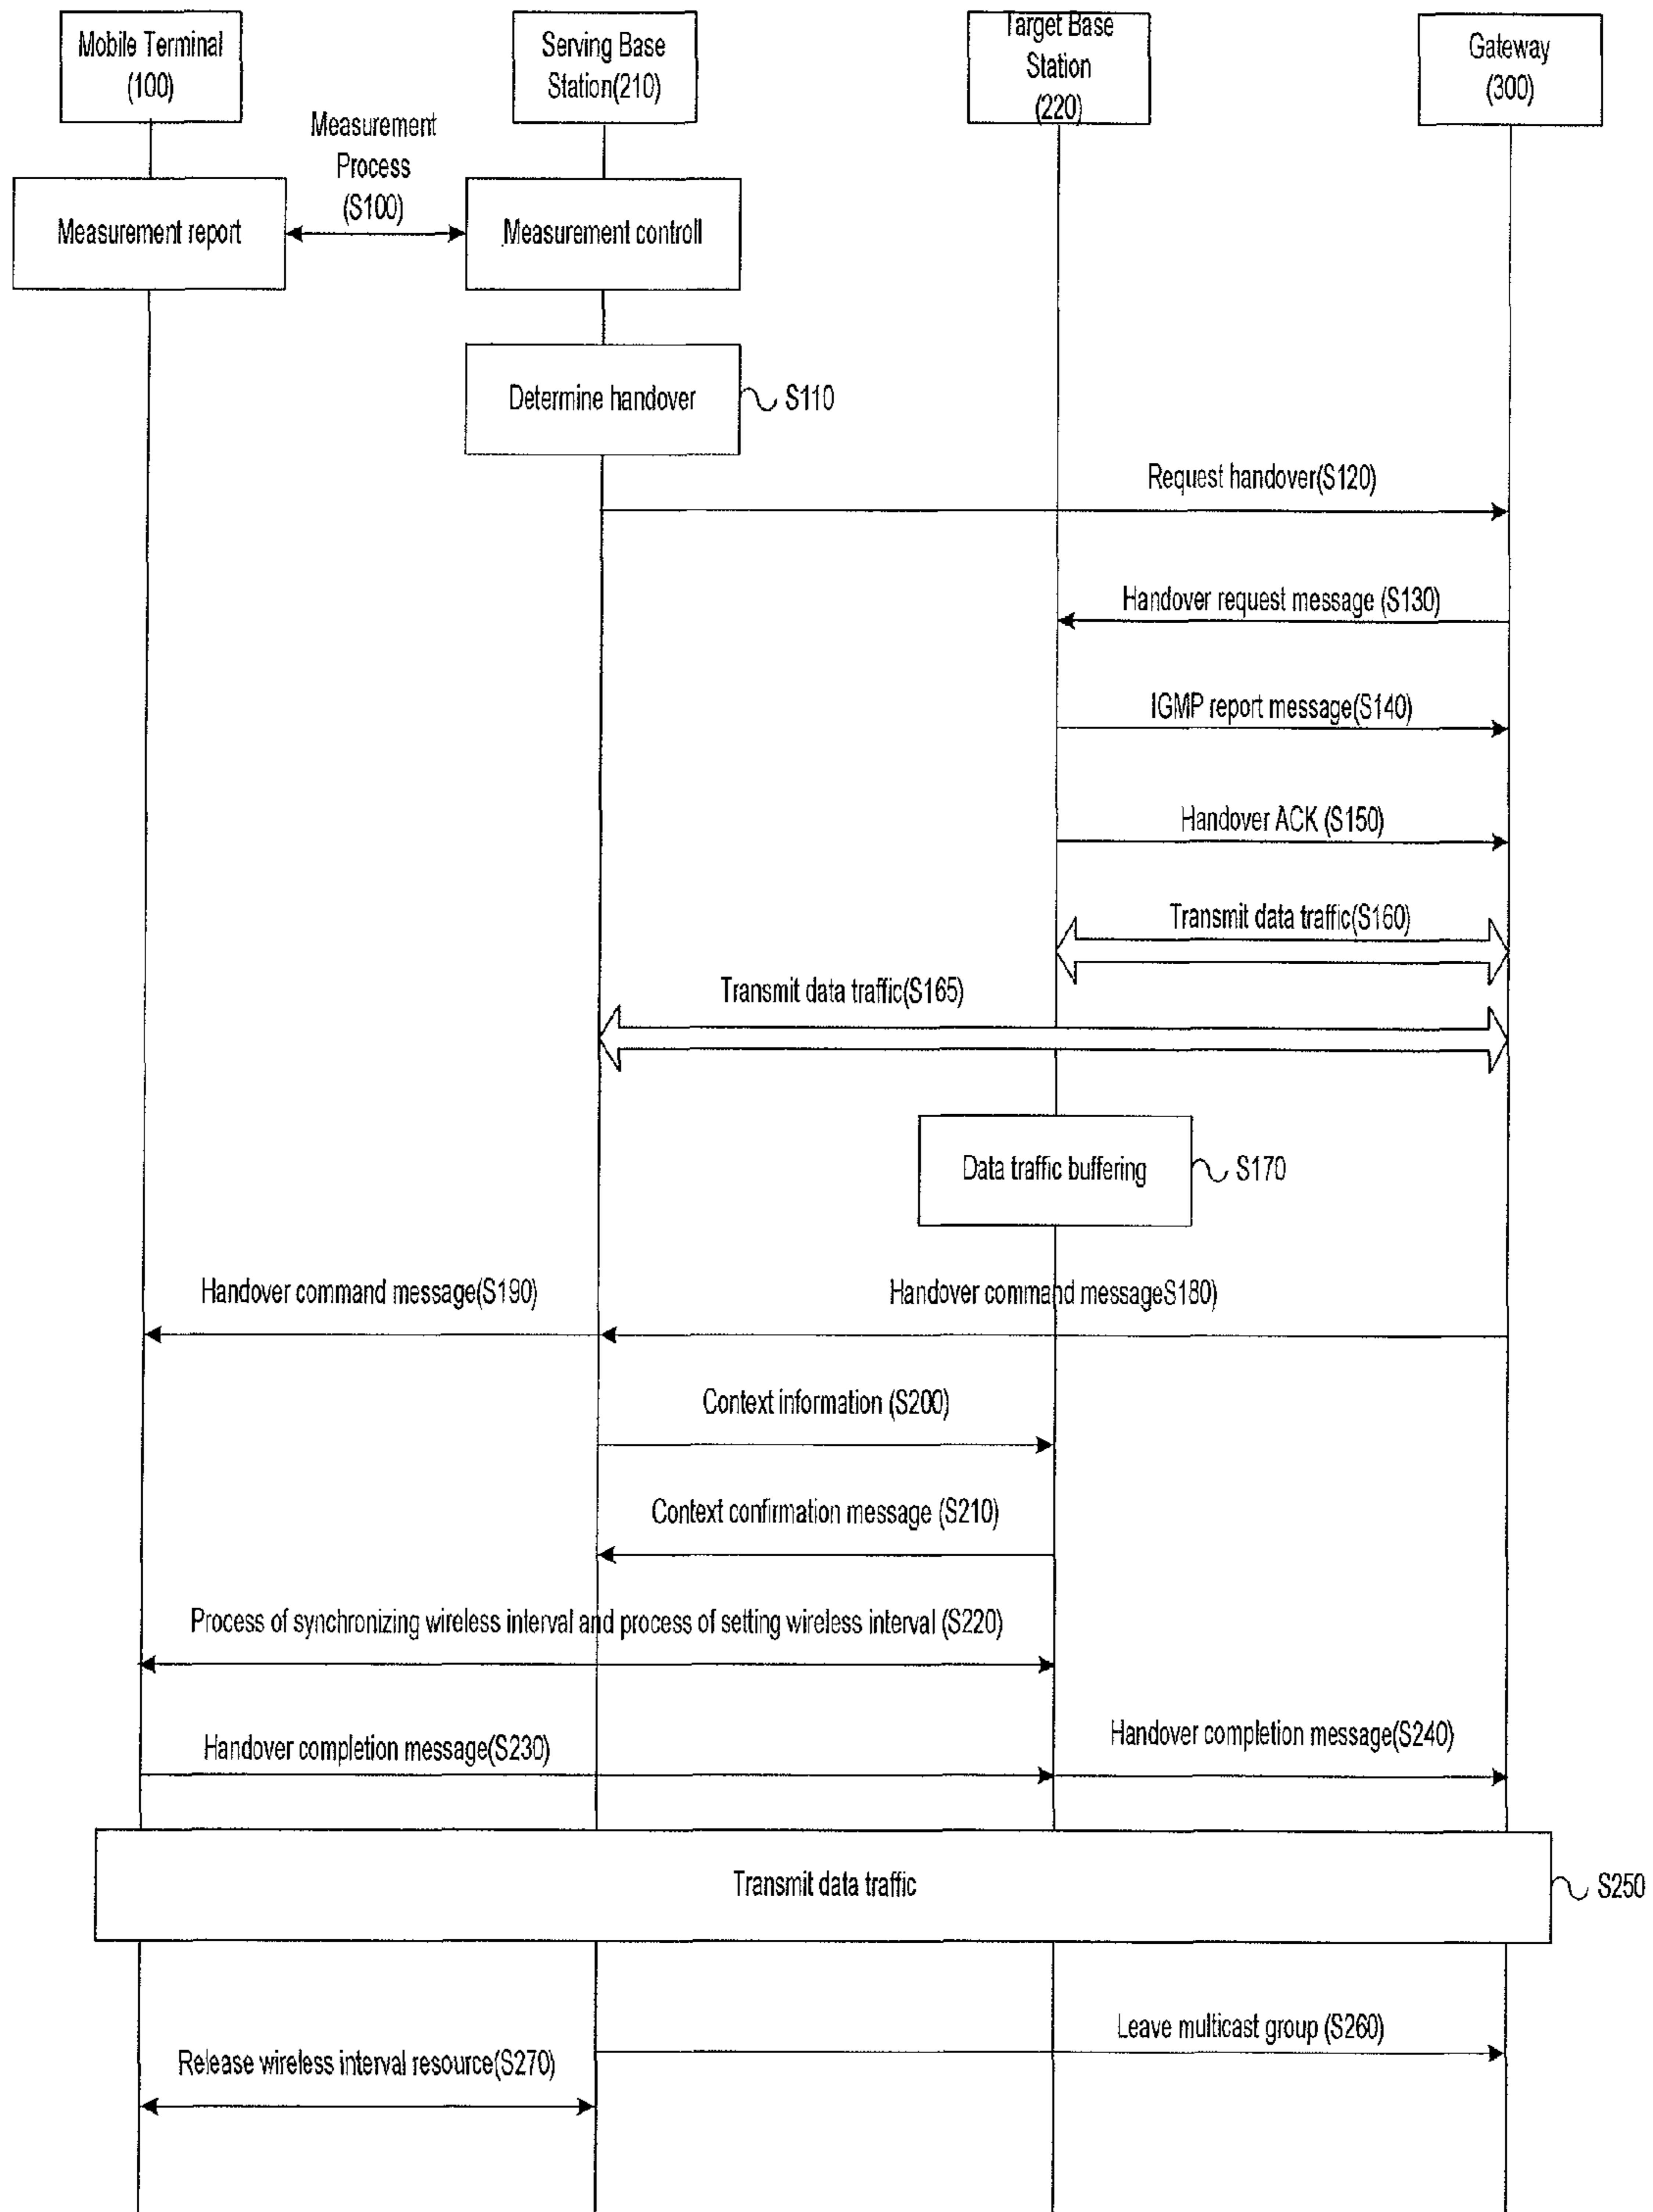 Mobile Terminal
(100)
Serving Base
Station(210)
Target Base
Station
(220)
Gateway
(300)
Measurement
Process
(S100)
Measurement report
Measurement controll
Determine handover
S110
Request handover(S120)
Handover request message (S130)
IGMP report message(S140)
Handover ACK (S150)
Transmit data traffic(S160)
Transmit data traffic(S165)
Data traffic buffering
S170
Handover command message(S190)
Handover command messageS180)
Context information (S200)
Context confirmation message (S210)
Process of synchronizing wireless interval and process of setting wireless interval (S220)
Handover completion message(S230)
Handover completion message(S240)
Transmit data traffic
S250
Leave multicast group (S260)
Release wireless interval resource(S270)